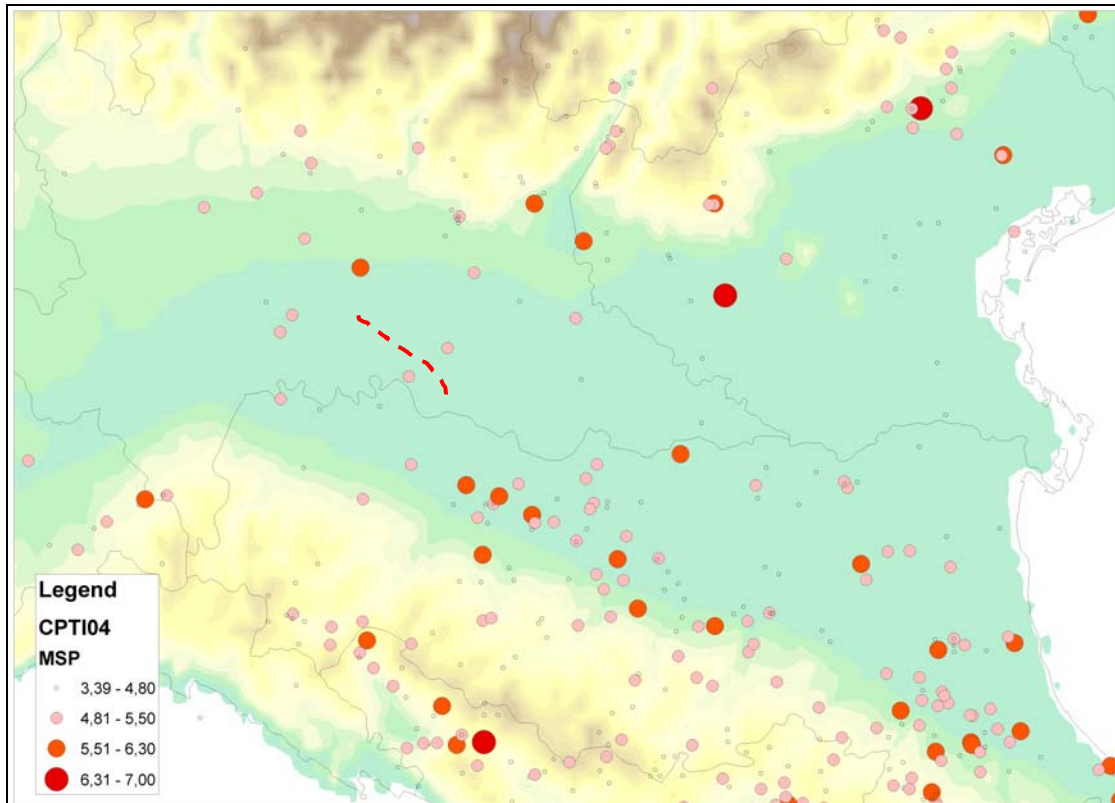 Legend
CPTI04
MSP
3,39 - 4,80
4,81 - 5,50
5,51 - 6,30
6,31 - 7,00